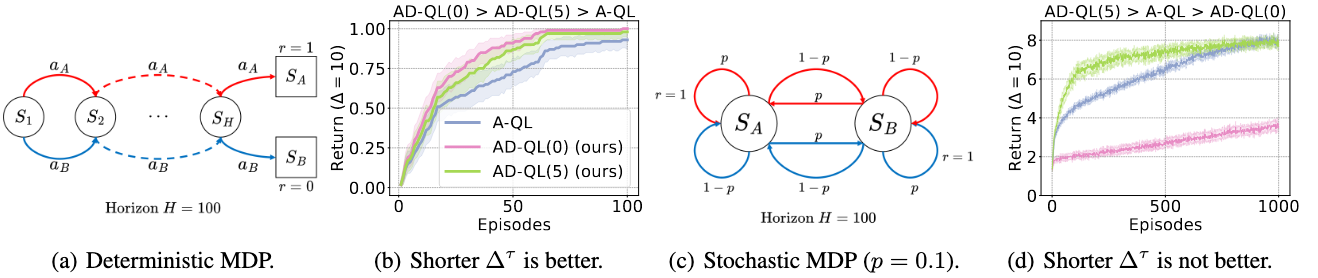 a_A
a_A
a_A
r = 1
S_A
S_1
S_2
⋯
S_H
a_B
a_B
a_B
S_B
r = 0
Horizon H = 100
(a) Deterministic MDP.
AD-QL(0) > AD-QL(5) > A-QL
Return (Δ = 10)
1.00
0.75
0.50
0.25
0.00
A-QL
AD-QL(0) (ours)
AD-QL(5) (ours)
0
50
100
Episodes
(b) Shorter Δ^τ is better.
p
1−p
1−p
r = 1
p
S_A
S_B
p
r = 1
1−p
1−p
p
Horizon H = 100
(c) Stochastic MDP (p = 0.1).
AD-QL(5) > A-QL > AD-QL(0)
Return (Δ = 10)
8
6
4
2
0
0
500
1000
Episodes
(d) Shorter Δ^τ is not better.